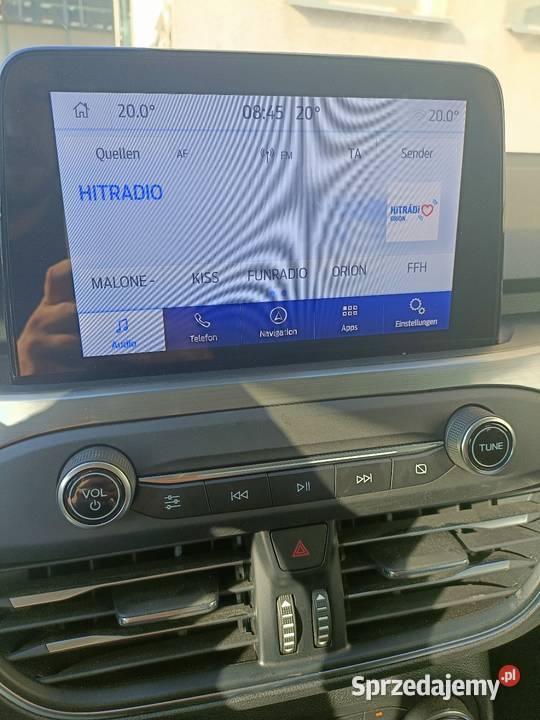 20.0° 08:45 20° 20.0°
Quellen AF FM TA Sender
HITRADIO
HITRÁDIO
ORION
MALONE- KISS FUNRADIO ORION FFH
Audio Telefon Navigation Apps Einstellungen
VOL TUNE
Sprzedajemy.pl